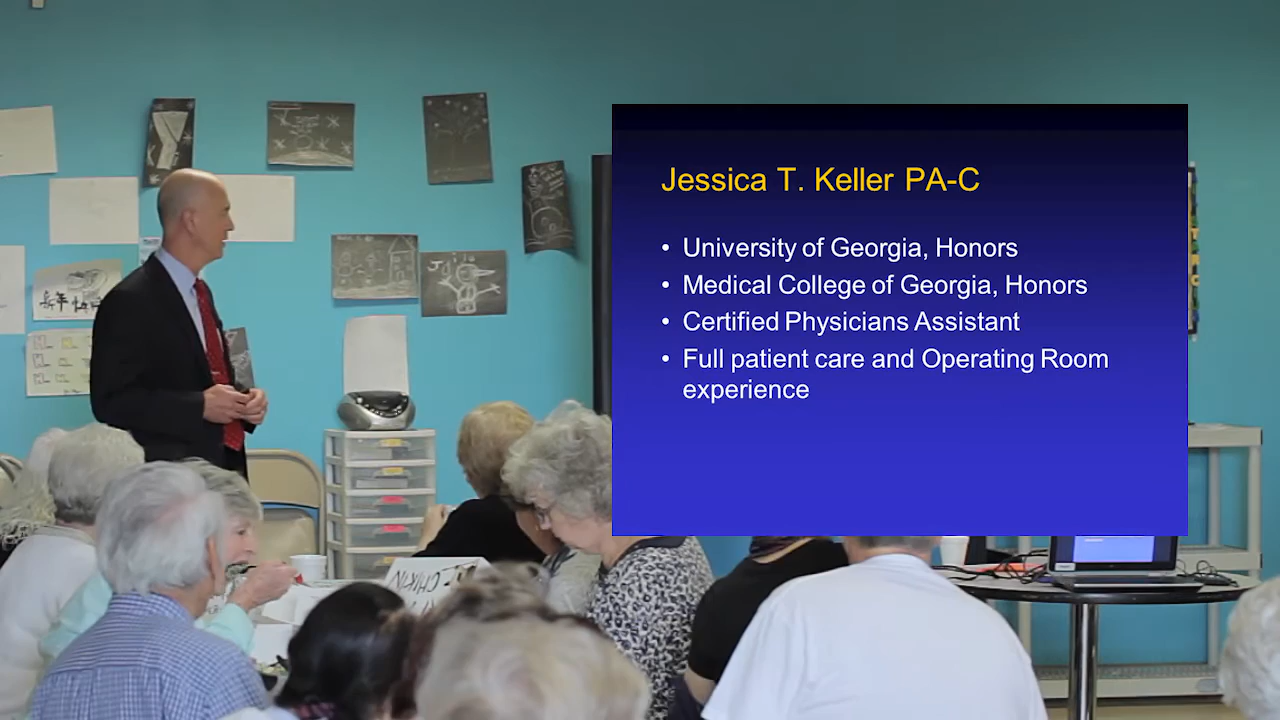 Jessica T. Keller PA-C
• University of Georgia, Honors
• Medical College of Georgia, Honors
• Certified Physicians Assistant
• Full patient care and Operating Room
experience
CHIKIN